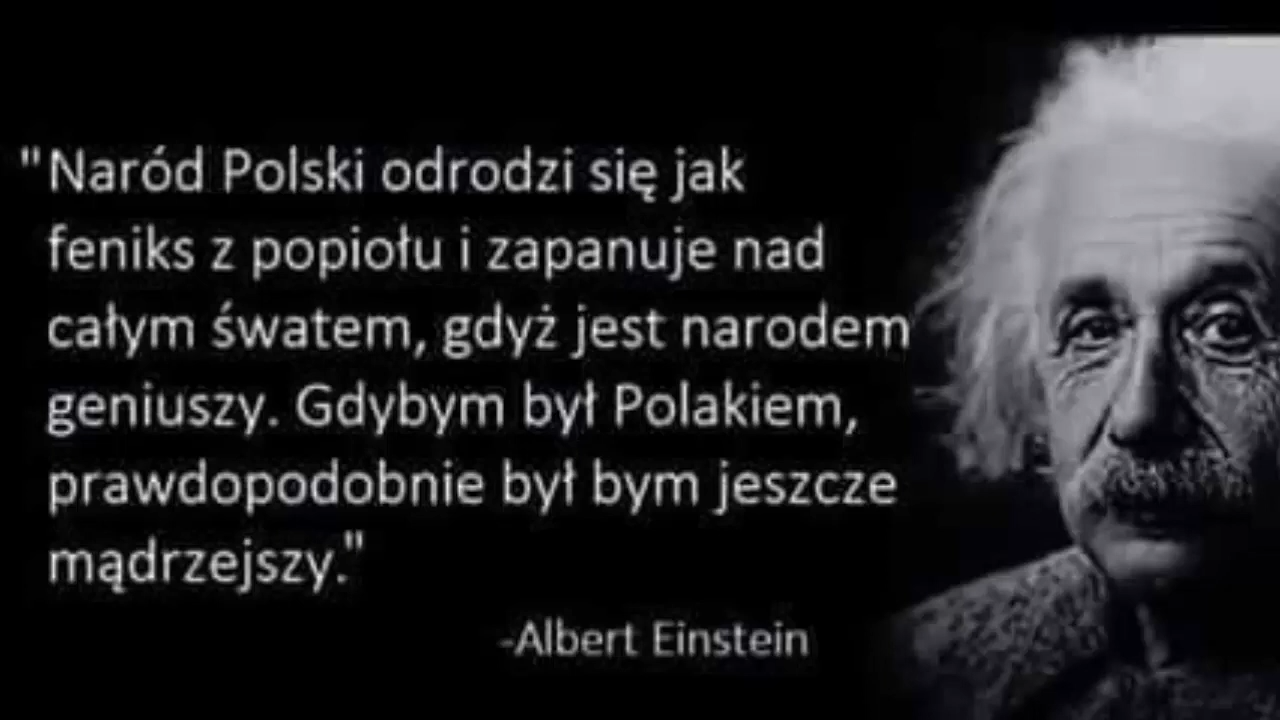 "Naród Polski odrodzi się jak
feniks z popiołu i zapanuje nad
całym śwatem, gdyż jest narodem
geniuszy. Gdybym był Polakiem,
prawdopodobnie był bym jeszcze
mądrzejszy."
-Albert Einstein